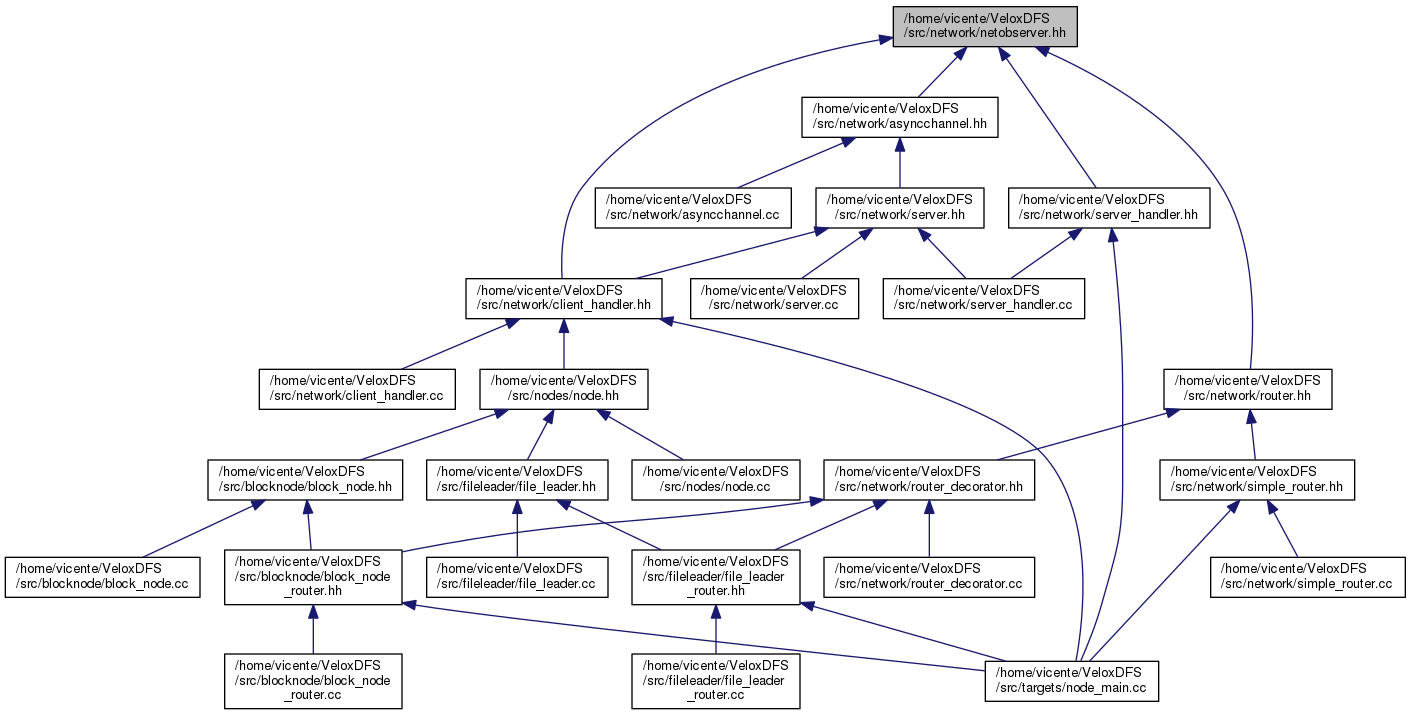 /home/vicente/VeloxDFS
/src/network/netobserver.hh
/home/vicente/VeloxDFS
/src/network/asyncchannel.hh
/home/vicente/VeloxDFS
/src/network/asyncchannel.cc
/home/vicente/VeloxDFS
/src/network/server.hh
/home/vicente/VeloxDFS
/src/network/server_handler.hh
/home/vicente/VeloxDFS
/src/network/client_handler.hh
/home/vicente/VeloxDFS
/src/network/server.cc
/home/vicente/VeloxDFS
/src/network/server_handler.cc
/home/vicente/VeloxDFS
/src/network/client_handler.cc
/home/vicente/VeloxDFS
/src/nodes/node.hh
/home/vicente/VeloxDFS
/src/network/router.hh
/home/vicente/VeloxDFS
/src/blocknode/block_node.hh
/home/vicente/VeloxDFS
/src/fileleader/file_leader.hh
/home/vicente/VeloxDFS
/src/nodes/node.cc
/home/vicente/VeloxDFS
/src/network/router_decorator.hh
/home/vicente/VeloxDFS
/src/network/simple_router.hh
/home/vicente/VeloxDFS
/src/blocknode/block_node.cc
/home/vicente/VeloxDFS
/src/blocknode/block_node
_router.hh
/home/vicente/VeloxDFS
/src/fileleader/file_leader.cc
/home/vicente/VeloxDFS
/src/fileleader/file_leader
_router.hh
/home/vicente/VeloxDFS
/src/network/router_decorator.cc
/home/vicente/VeloxDFS
/src/network/simple_router.cc
/home/vicente/VeloxDFS
/src/blocknode/block_node
_router.cc
/home/vicente/VeloxDFS
/src/fileleader/file_leader
_router.cc
/home/vicente/VeloxDFS
/src/targets/node_main.cc